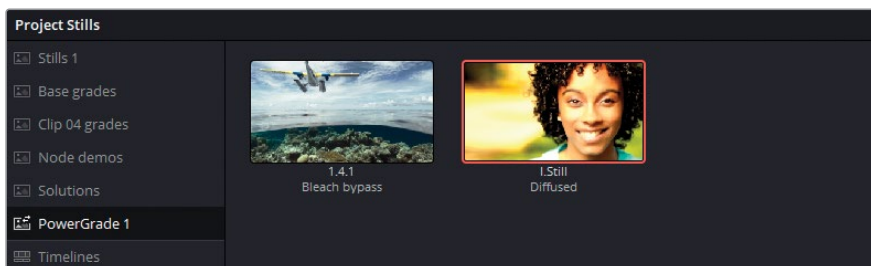 Project Stills
Stills 1
Base grades
Clip 04 grades
Node demos
Solutions
PowerGrade 1
Timelines
1.4.1
Bleach bypass
I.Still
Diffused